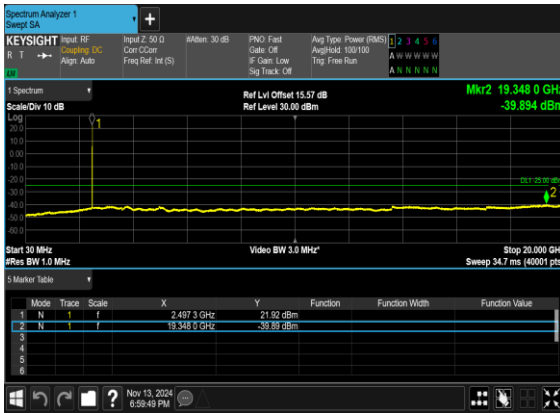 Spectrum Analyzer 1
Swept SA
+
KEYSIGHT Input: RF Input Z: 50 Ω #Atten: 30 dB PNO: Fast Avg Type: Power (RMS) 1 2 3 4 5 6
R T Coupling: DC Corr CCorr Gate: Off Avg|Hold: 100/100 A W W W W W
Align: Auto Freq Ref: Int (S) IF Gain: Low Trig: Free Run
LXI Sig Track: Off A N N N N N
1 Spectrum Ref Lvl Offset 15.57 dB Mkr2 19.348 0 GHz
Scale/Div 10 dB Ref Level 30.00 dBm -39.894 dBm
Log
1
20.0
10.0
0.00
-10.0
-20.0
DL1 -25.00 dBm
-30.0
2
-40.0
-50.0
-60.0
Start 30 MHz Video BW 3.0 MHz* Stop 20.000 GHz
#Res BW 1.0 MHz Sweep 34.7 ms (40001 pts)
5 Marker Table
Mode Trace Scale X Y Function Function Width Function Value
1 N 1 f 2.497 3 GHz 21.92 dBm
2 N 1 f 19.348 0 GHz -39.89 dBm
3
4
5
6
? Nov 13, 2024
6:59:49 PM